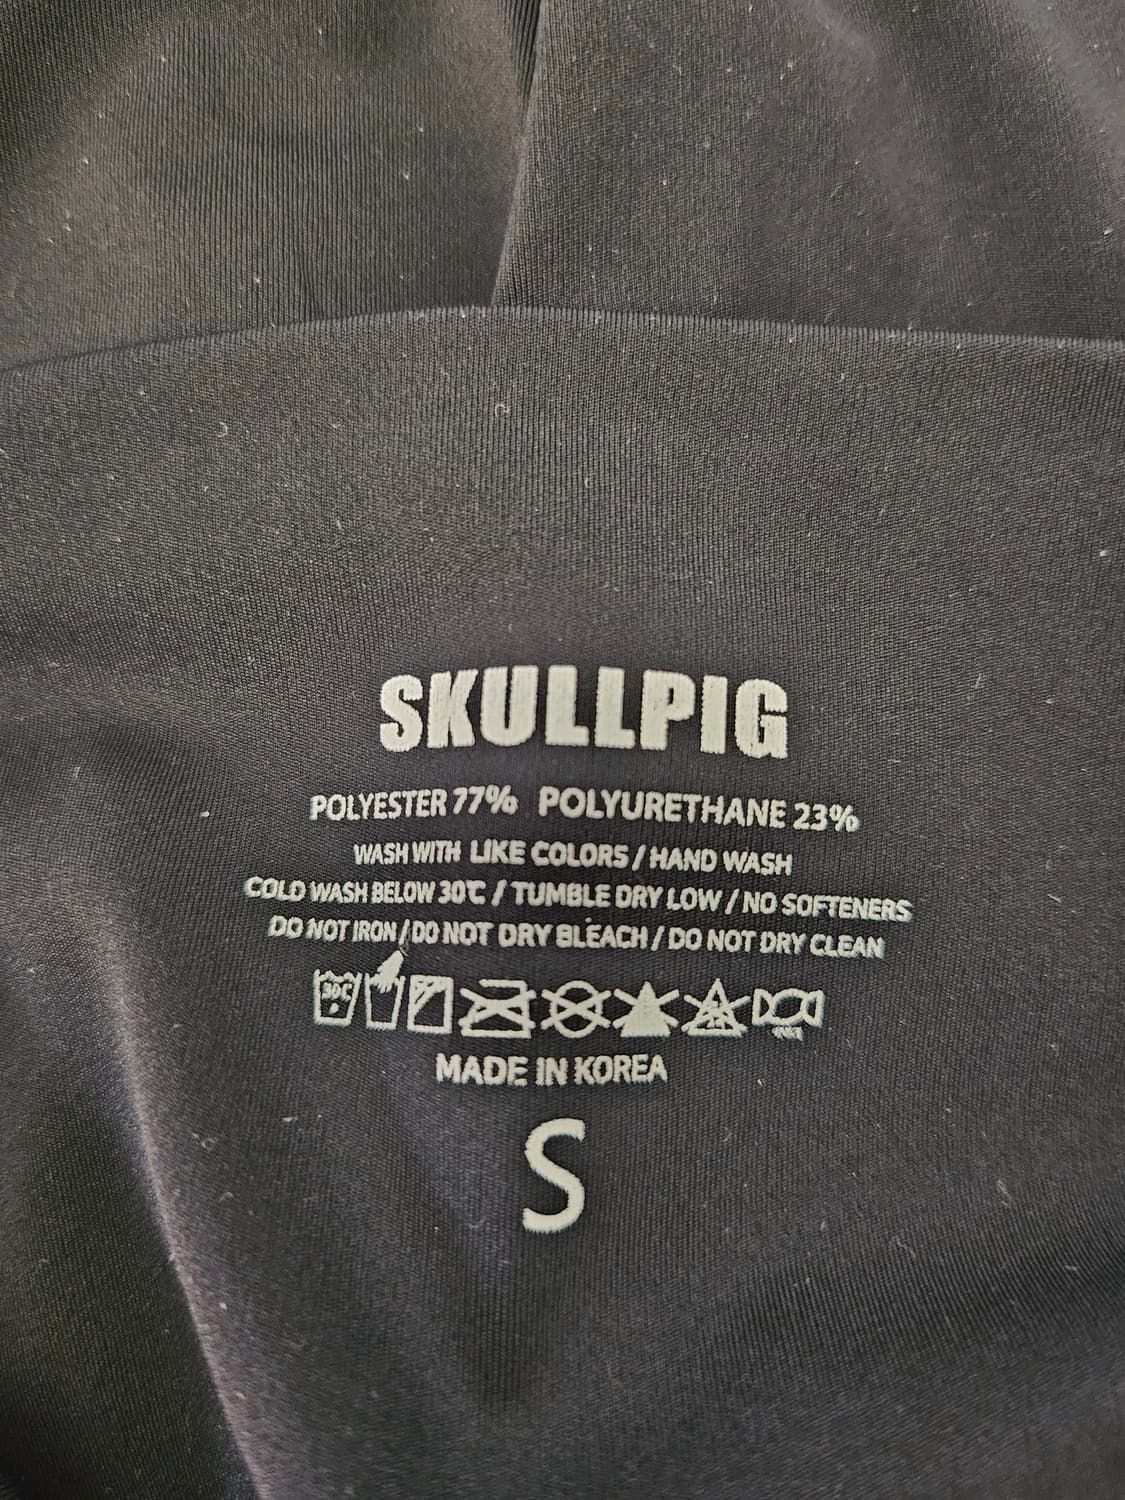 SKULLPIG
POLYESTER 77% POLYURETHANE 23%
WASH WITH LIKE COLORS / HAND WASH
COLD WASH BELOW 30℃ / TUMBLE DRY LOW / NO SOFTENERS
DO NOT IRON / DO NOT DRY BLEACH / DO NOT DRY CLEAN
MADE IN KOREA
S